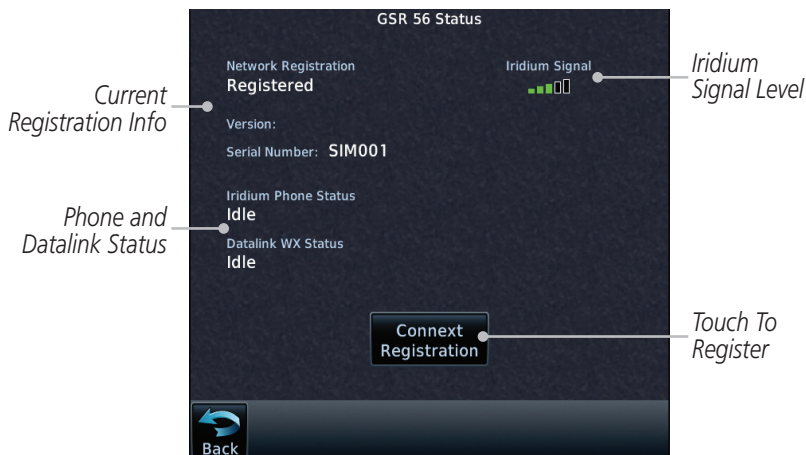 GSR 56 Status
Network Registration
Registered
Iridium Signal
Iridium
Signal Level
Current
Registration Info
Version:
Serial Number: SIM001
Iridium Phone Status
Idle
Phone and
Datalink Status
Datalink WX Status
Idle
Connext
Registration
Touch To
Register
Back